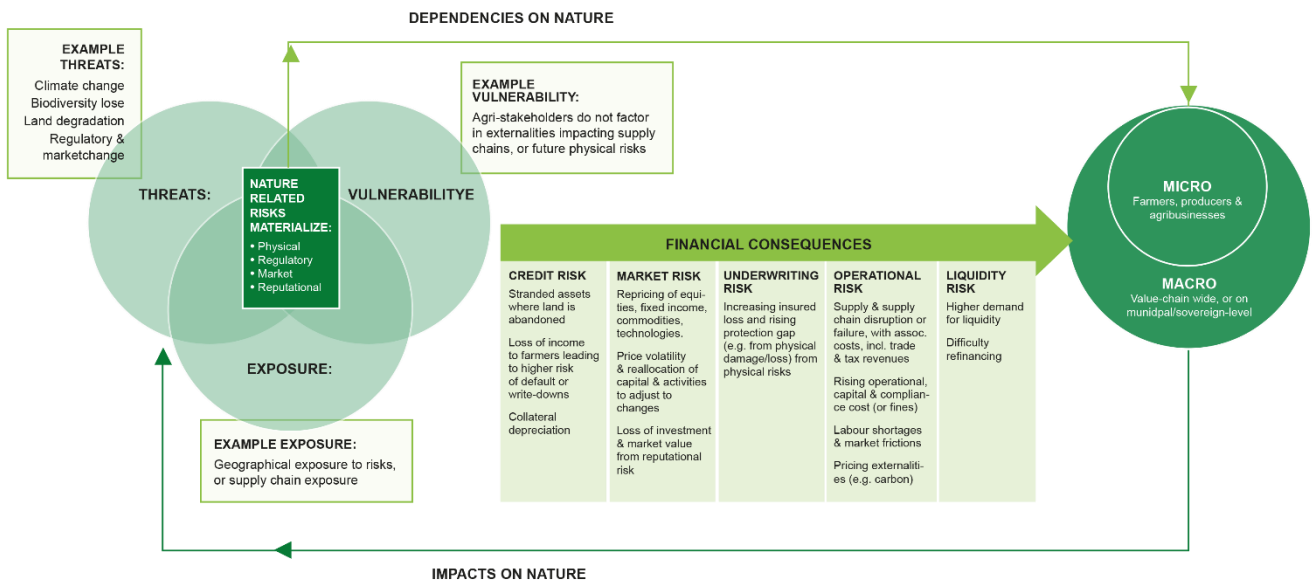 DEPENDENCIES ON NATURE
EXAMPLE
THREATS:
Climate change
Biodiversity lose
Land degradation
Regulatory &
marketchange
EXAMPLE
VULNERABILITY:
Agri-stakeholders do not factor
in externalities impacting supply
chains, or future physical risks
THREATS:
NATURE
RELATED
RISKS
MATERIALIZE:
• Physical
• Regulatory
• Market
• Reputational
VULNERABILITYE
EXPOSURE:
EXAMPLE EXPOSURE:
Geographical exposure to risks,
or supply chain exposure
FINANCIAL CONSEQUENCES
CREDIT RISK
Stranded assets
where land is
abandoned
Loss of income
to farmers leading
to higher risk
of default or
write-downs
Collateral
depreciation
MARKET RISK
Repricing of equi-
ties, fixed income,
commodities,
technologies.
Price volatility
& reallocation of
capital & activities
to adjust to
changes
Loss of investment
& market value
from reputational
risk
UNDERWRITING
RISK
Increasing insured
loss and rising
protection gap
(e.g. from physical
damage/loss) from
physical risks
OPERATIONAL
RISK
Supply & supply
chain disruption or
failure, with assoc.
costs, incl. trade
& tax revenues
Rising operational,
capital & complian-
ce cost (or fines)
Labour shortages
& market frictions
Pricing externaliti-
es (e.g. carbon)
LIQUIDITY
RISK
Higher demand
for liquidity
Difficulty
refinancing
MICRO
Farmers, producers &
agribusinesses
MACRO
Value-chain wide, or on
munidpal/sovereign-level
IMPACTS ON NATURE